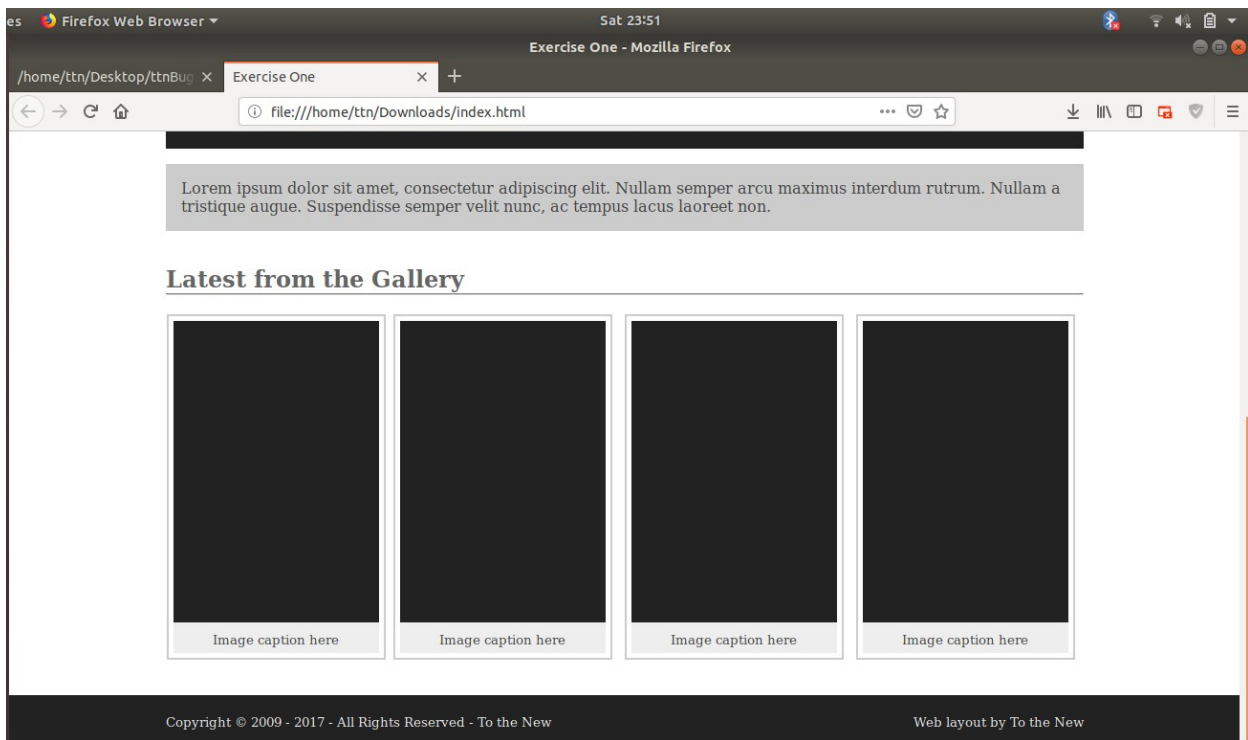 es Firefox Web Browser Sat 23:51
Exercise One - Mozilla Firefox
/home/ttn/Desktop/ttnBug Exercise One
file:///home/ttn/Downloads/index.html
Lorem ipsum dolor sit amet, consectetur adipiscing elit. Nullam semper arcu maximus interdum rutrum. Nullam a
tristique augue. Suspendisse semper velit nunc, ac tempus lacus laoreet non.
Latest from the Gallery
Image caption here Image caption here Image caption here Image caption here
Copyright © 2009 - 2017 - All Rights Reserved - To the New Web layout by To the New